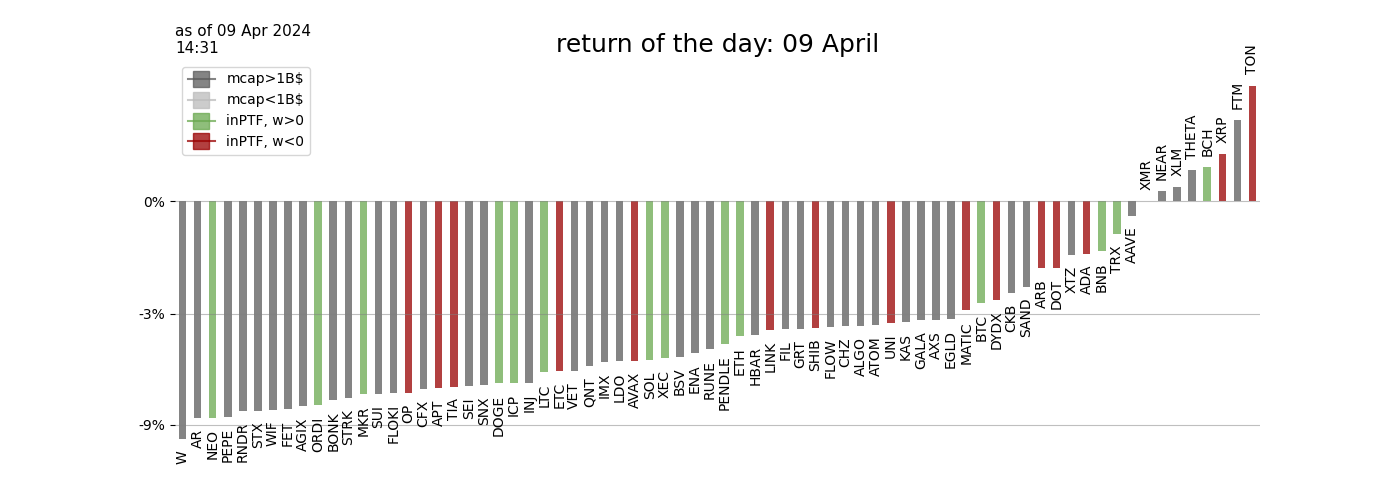 as of 09 Apr 2024
14:31
return of the day: 09 April
mcap>1B$
mcap<1B$
inPTF, w>0
inPTF, w<0
0%
-3%
-9%
W
AR
NEO
PEPE
RNDR
STX
WIF
FET
AGIX
ORDI
BONK
STRK
MKR
SUI
FLOKI
OP
CFX
APT
TIA
SEI
SNX
DOGE
ICP
INJ
LTC
ETC
VET
QNT
IMX
LDO
AVAX
SOL
XEC
BSV
ENA
RUNE
PENDLE
ETH
HBAR
LINK
FIL
GRT
SHIB
FLOW
CHZ
ALGO
ATOM
UNI
KAS
GALA
AXS
EGLD
MATIC
BTC
DYDX
CKB
SAND
ARB
DOT
XTZ
ADA
BNB
TRX
AAVE
XMR
NEAR
XLM
THETA
BCH
XRP
FTM
TON